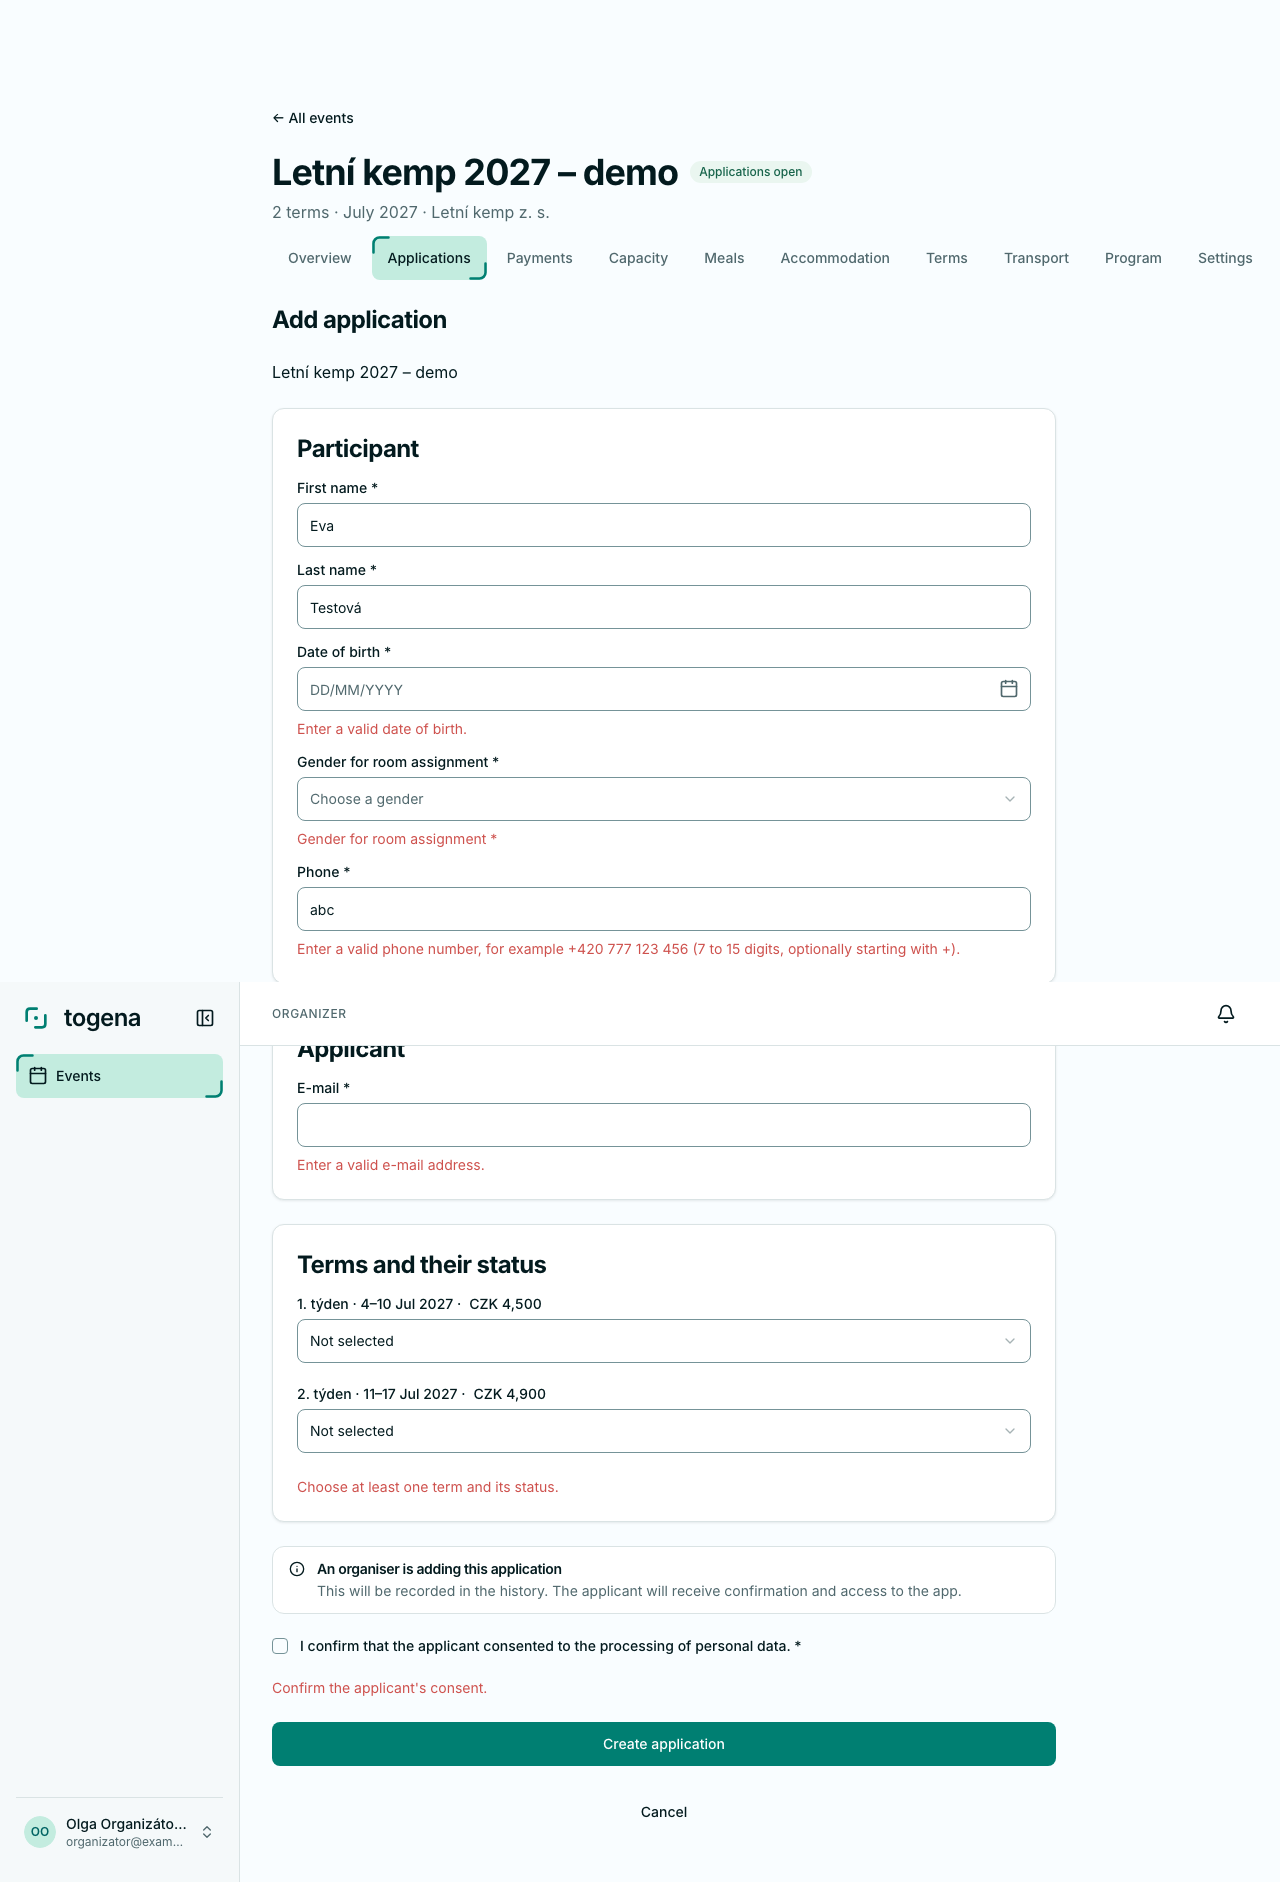 ← All events
Letní kemp 2027 – demo
Applications open
2 terms · July 2027 · Letní kemp z. s.
Overview
Applications
Payments
Capacity
Meals
Accommodation
Terms
Transport
Program
Settings
Add application
Letní kemp 2027 – demo
Participant
First name *
Eva
Last name *
Testová
Date of birth *
DD/MM/YYYY
Enter a valid date of birth.
Gender for room assignment *
Choose a gender
Gender for room assignment *
Phone *
abc
Enter a valid phone number, for example +420 777 123 456 (7 to 15 digits, optionally starting with +).
togena
ORGANIZER
Events
Applicant
E-mail *
Enter a valid e-mail address.
Terms and their status
1. týden · 4–10 Jul 2027 · CZK 4,500
Not selected
2. týden · 11–17 Jul 2027 · CZK 4,900
Not selected
Choose at least one term and its status.
An organiser is adding this application
This will be recorded in the history. The applicant will receive confirmation and access to the app.
I confirm that the applicant consented to the processing of personal data. *
Confirm the applicant's consent.
Create application
Cancel
OO
Olga Organizáto...
organizator@exam...